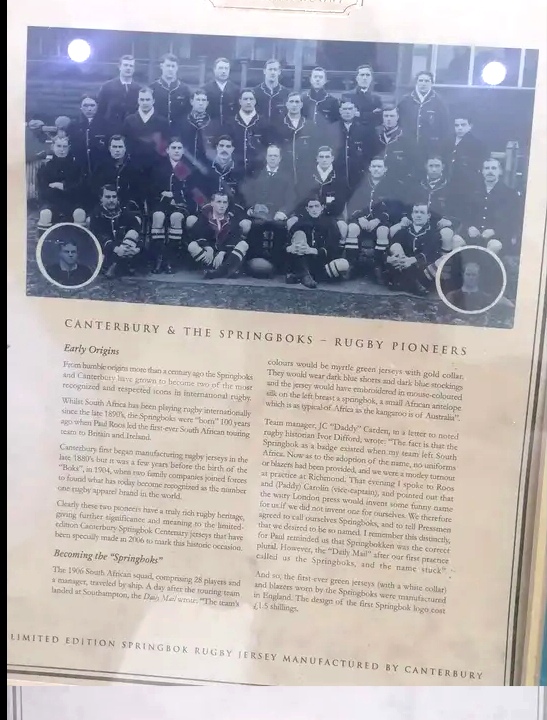 CANTERBURY & THE SPRINGBOKS – RUGBY PIONEERS
Early Origins
From humble origins more than a century ago the Springboks
and Canterbury have grown to become two of the most
recognized and respected icons in international rugby.
Whilst South Africa has been playing rugby internationally
since the late 1890's, the Springboks were "born" 100 years
ago when Paul Roos led the first-ever South African touring
team to Britain and Ireland.
Canterbury first began manufacturing rugby jerseys in the
late 1880's but it was a few years before the birth of the
"Boks", in 1904, when two family companies joined forces
to found what has today become recognized as the number
one rugby apparel brand in the world.
Clearly these two pioneers have a truly rich rugby heritage,
giving further significance and meaning to the limited-
edition Canterbury Springbok Centenary jerseys that have
been specially made in 2006 to mark this historic occasion.
Becoming the "Springboks"
The 1906 South African squad, comprising 28 players and
a manager, traveled by ship. A day after the touring team
landed at Southampton, the Daily Mail wrote: "The team's
colours would be myrtle green jerseys with gold collar.
They would wear dark blue shorts and dark blue stockings
and the jersey would have embroidered in mouse-coloured
silk on the left breast a springbok, a small African antelope
which is as typical of Africa as the kangaroo is of Australia".
Team manager, JC "Daddy" Carden, in a letter to noted
rugby historian Ivor Difford, wrote: "The fact is that the
Springbok as a badge existed when my team left South
Africa. Now as to the adoption of the name, no uniforms
or blazers had been provided, and we were a motley turnout
at practice at Richmond. That evening I spoke to Roos
and (Paddy) Carolin (vice-captain), and pointed out that
the witty London press would invent some funny name
for us if we did not invent one for ourselves. We therefore
agreed to call ourselves Springboks, and to tell Pressmen
that we desired to be so named. I remember this distinctly,
for Paul reminded us that Springbokken was the correct
plural. However, the "Daily Mail" after our first practice
called us the Springboks, and the name stuck"
And so, the first-ever green jerseys (with a white collar)
and blazers worn by the Springboks were manufactured
in England. The design of the first Springbok logo cost
£1.5 shillings.
LIMITED EDITION SPRINGBOK RUGBY JERSEY MANUFACTURED BY CANTERBURY